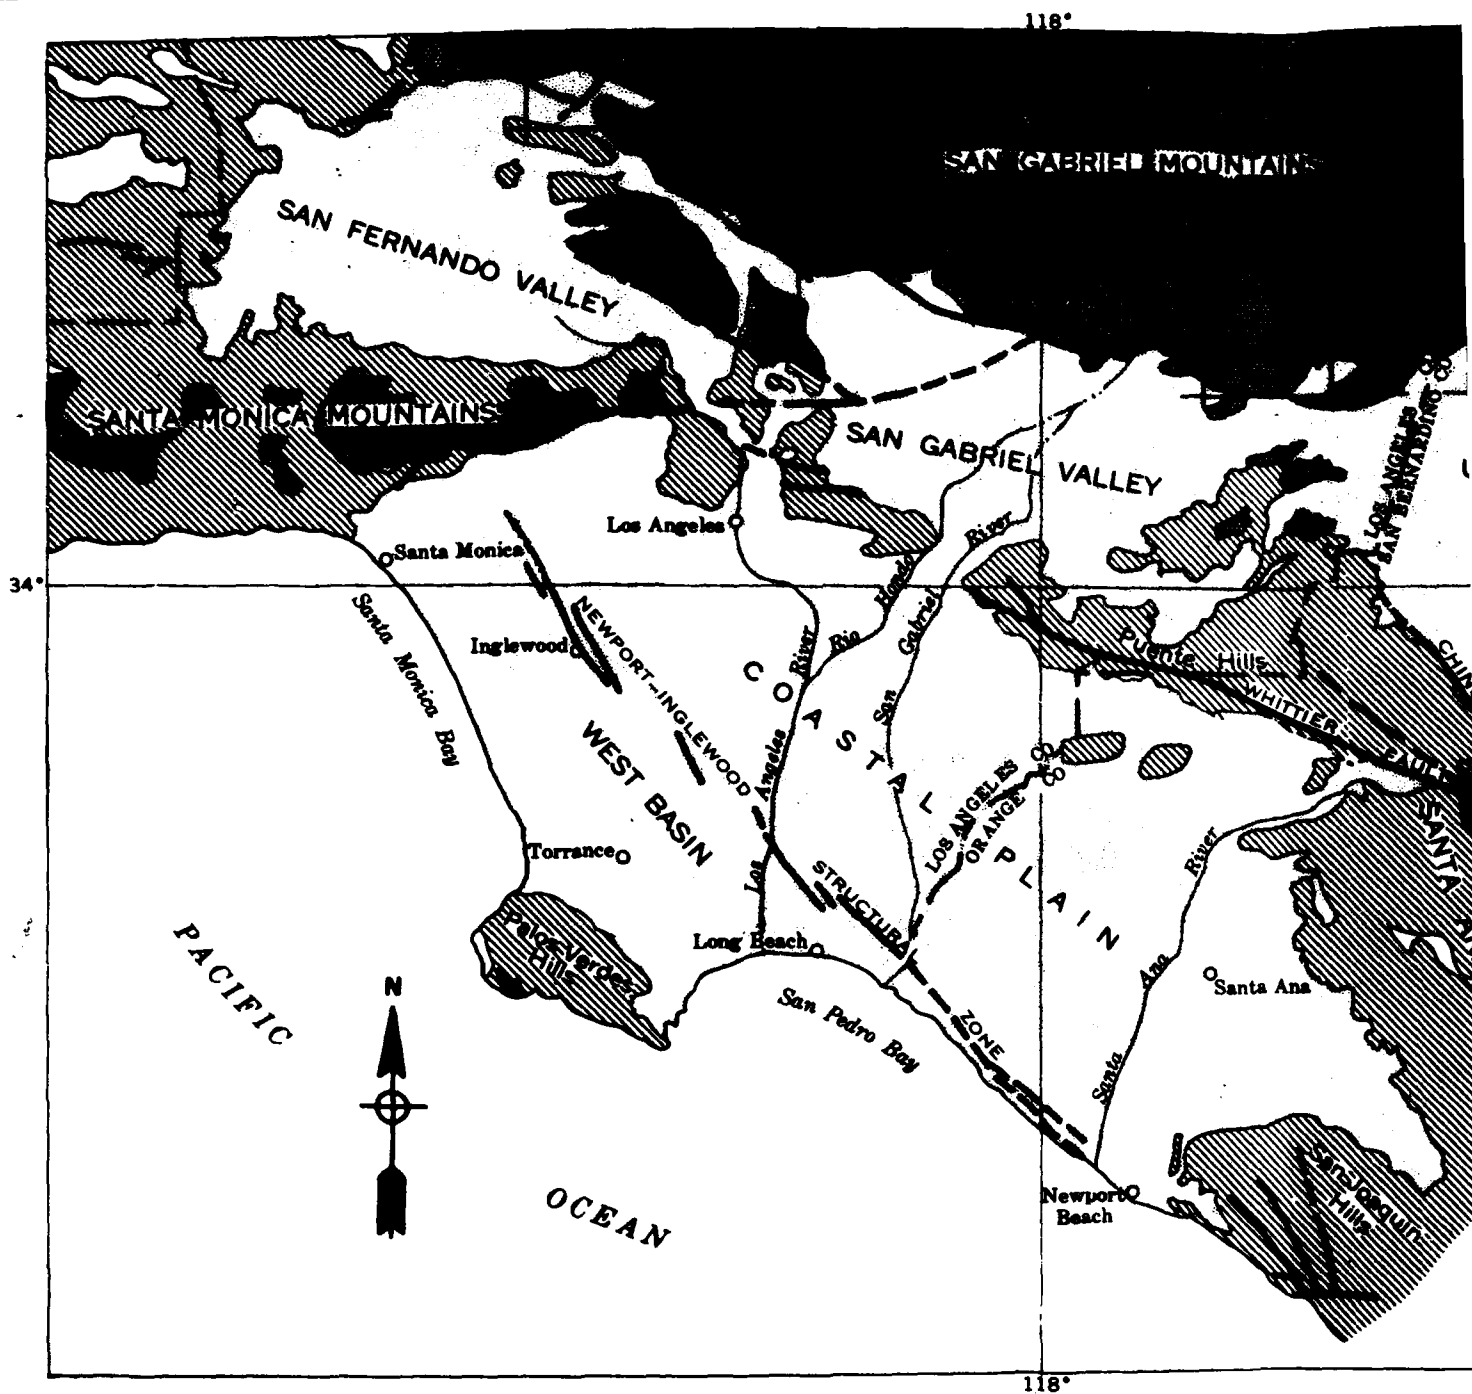 118°
SAN GABRIEL MOUNTAINS
SAN FERNANDO VALLEY
LOS ANGELES CO
SAN BERNARDINO CO
SANTA MONICA MOUNTAINS
SAN GABRIEL VALLEY
Los Angeles
Santa Monica
34°
Rio Hondo
San Gabriel River
Santa Monica Bay
Inglewood
NEWPORT-INGLEWOOD
STRUCTURAL
ZONE
Los Angeles River
COASTAL PLAIN
Puente Hills
WHITTIER
FAULT
WEST BASIN
LOS ANGELES CO
ORANGE CO
Torrance
SANTA
Santa Ana River
Palos Verdes
Hills
Long Beach
PACIFIC
OCEAN
N
San Pedro Bay
Santa Ana
Newport
Beach
San Joaquin
Hills
118°